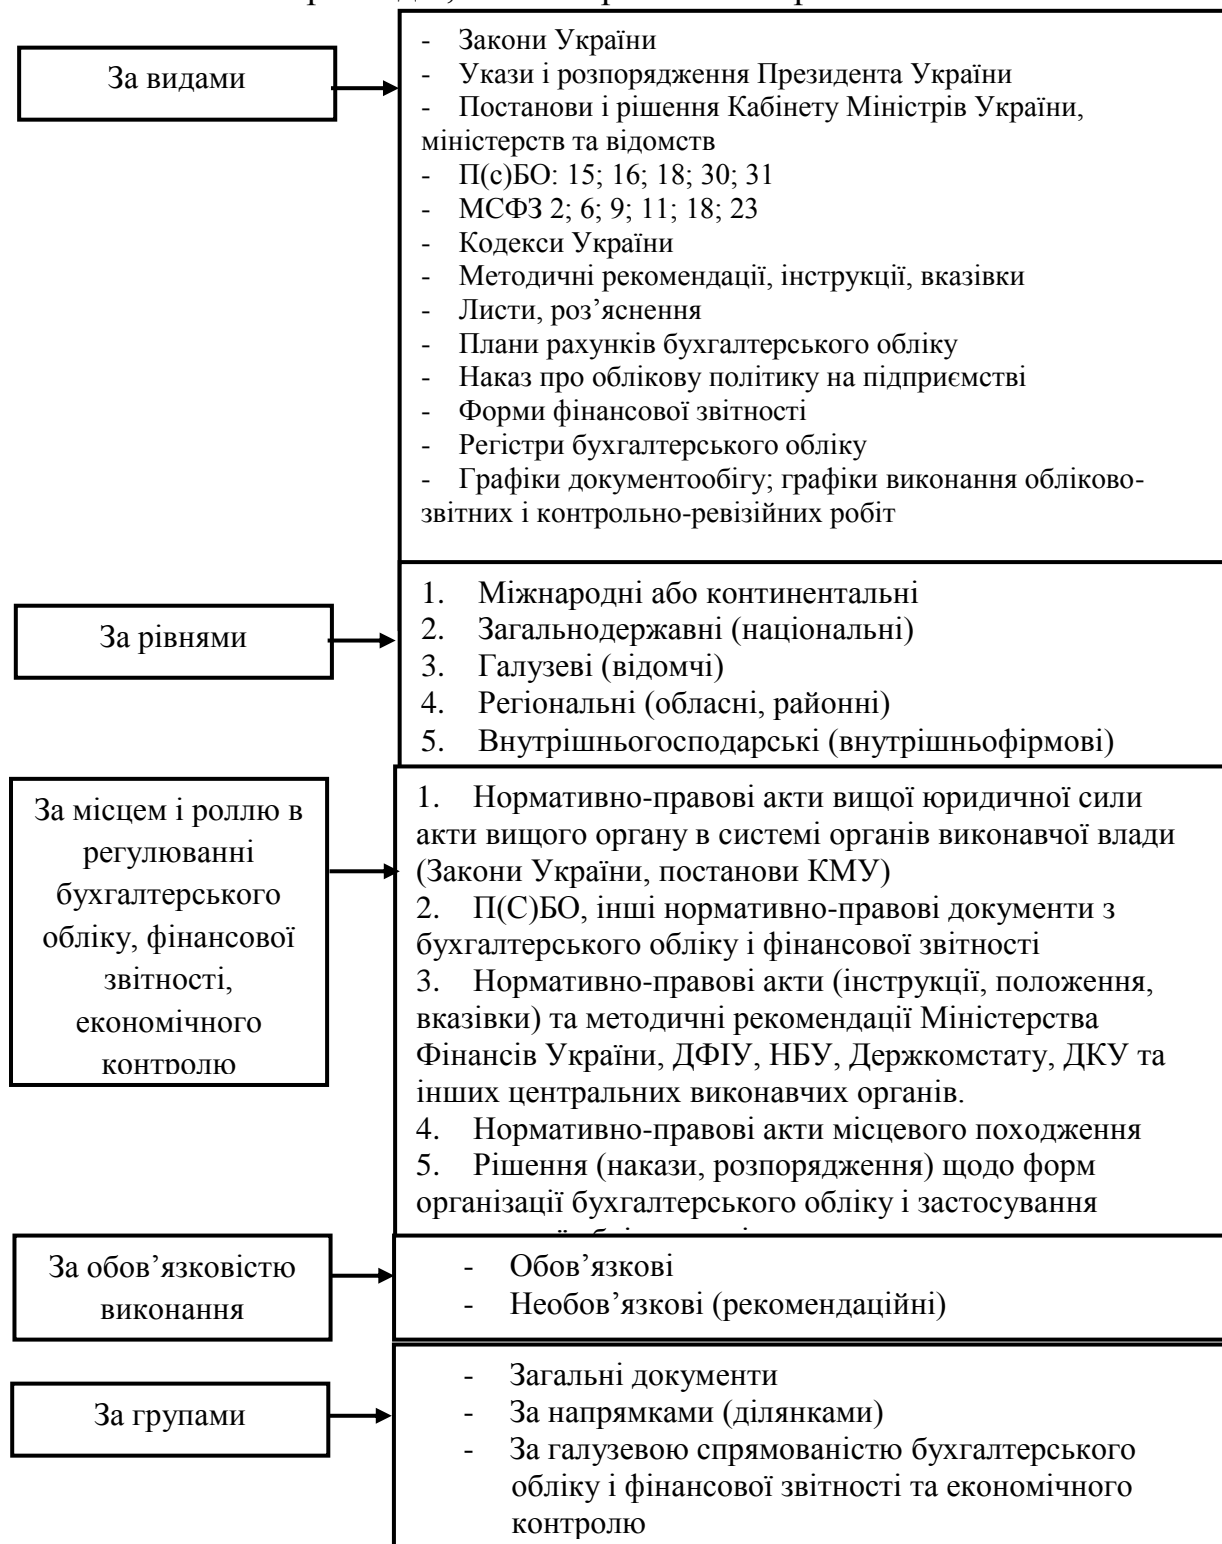 За видами
- Закони України
- Укази і розпорядження Президента України
- Постанови і рішення Кабінету Міністрів України,
міністерств та відомств
- П(с)БО: 15; 16; 18; 30; 31
- МСФЗ 2; 6; 9; 11; 18; 23
- Кодекси України
- Методичні рекомендації, інструкції, вказівки
- Листи, роз’яснення
- Плани рахунків бухгалтерського обліку
- Наказ про облікову політику на підприємстві
- Форми фінансової звітності
- Регістри бухгалтерського обліку
- Графіки документообігу; графіки виконання обліково-
звітних і контрольно-ревізійних робіт
За рівнями
1. Міжнародні або континентальні
2. Загальнодержавні (національні)
3. Галузеві (відомчі)
4. Регіональні (обласні, районні)
5. Внутрішньогосподарські (внутрішньофірмові)
За місцем і роллю в
регулюванні
бухгалтерського
обліку, фінансової
звітності,
економічного
контролю
1. Нормативно-правові акти вищої юридичної сили
акти вищого органу в системі органів виконавчої влади
(Закони України, постанови КМУ)
2. П(С)БО, інші нормативно-правові документи з
бухгалтерського обліку і фінансової звітності
3. Нормативно-правові акти (інструкції, положення,
вказівки) та методичні рекомендації Міністерства
Фінансів України, ДФІУ, НБУ, Держкомстату, ДКУ та
інших центральних виконавчих органів.
4. Нормативно-правові акти місцевого походження
5. Рішення (накази, розпорядження) щодо форм
організації бухгалтерського обліку і застосування
За обов’язковістю
виконання
- Обов’язкові
- Необов’язкові (рекомендаційні)
За групами
- Загальні документи
- За напрямками (ділянками)
- За галузевою спрямованістю бухгалтерського
обліку і фінансової звітності та економічного
контролю